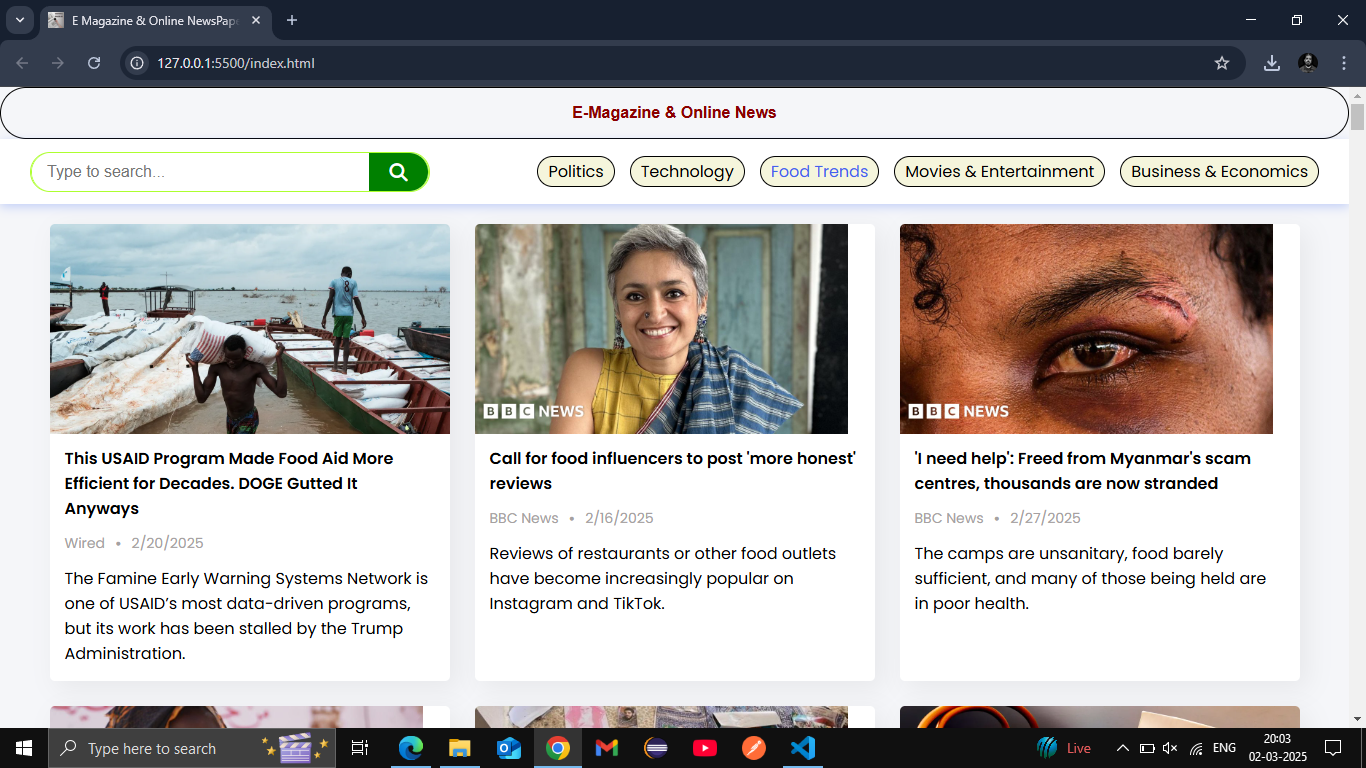 E Magazine & Online NewsPape
127.0.0.1:5500/index.html
E-Magazine & Online News
Type to search...
Politics
Technology
Food Trends
Movies & Entertainment
Business & Economics
8
BBC NEWS
BBC NEWS
This USAID Program Made Food Aid More
Efficient for Decades. DOGE Gutted It
Anyways
Wired • 2/20/2025
The Famine Early Warning Systems Network is
one of USAID’s most data-driven programs,
but its work has been stalled by the Trump
Administration.
Call for food influencers to post 'more honest'
reviews
BBC News • 2/16/2025
Reviews of restaurants or other food outlets
have become increasingly popular on
Instagram and TikTok.
'I need help': Freed from Myanmar's scam
centres, thousands are now stranded
BBC News • 2/27/2025
The camps are unsanitary, food barely
sufficient, and many of those being held are
in poor health.
Type here to search
Live
ENG
20:03
02-03-2025